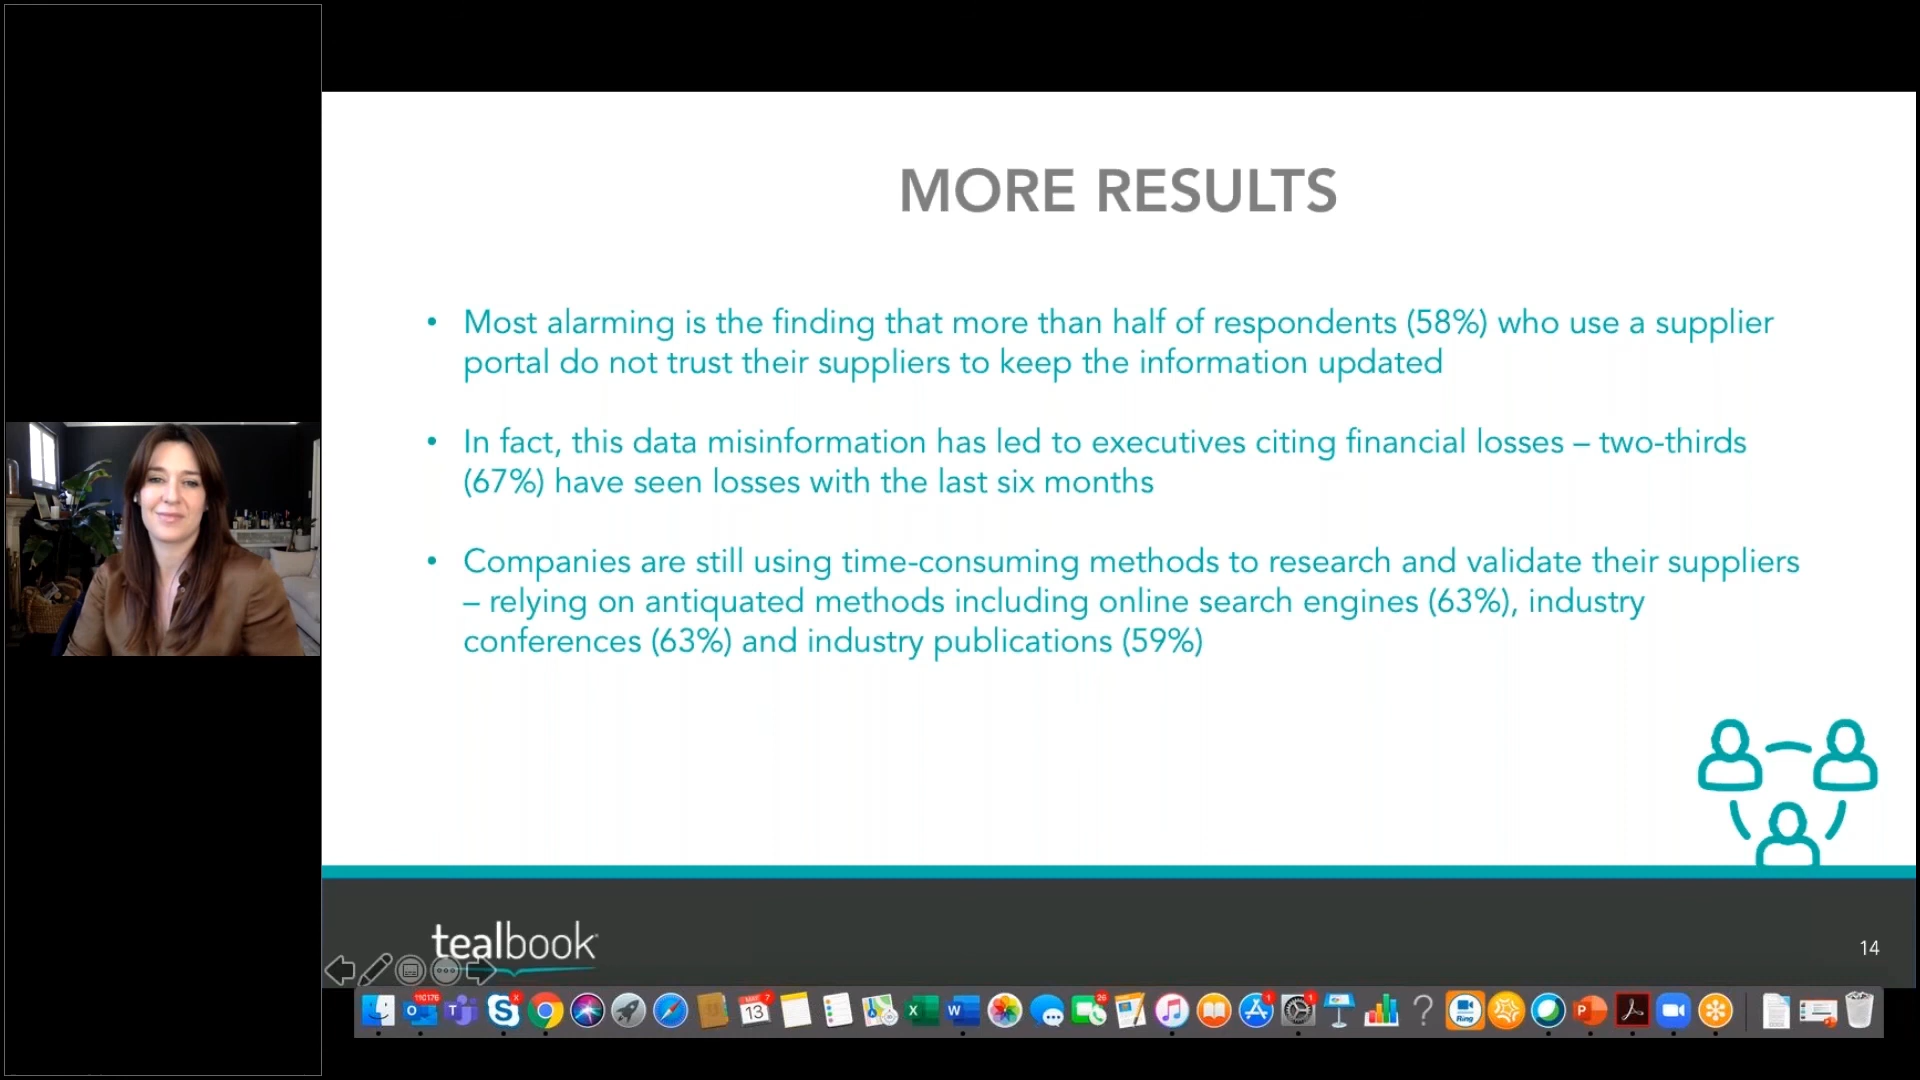 MORE RESULTS
• Most alarming is the finding that more than half of respondents (58%) who use a supplier
portal do not trust their suppliers to keep the information updated
• In fact, this data misinformation has led to executives citing financial losses – two-thirds
(67%) have seen losses with the last six months
• Companies are still using time-consuming methods to research and validate their suppliers
– relying on antiquated methods including online search engines (63%), industry
conferences (63%) and industry publications (59%)
tealbook
14
13
Ring